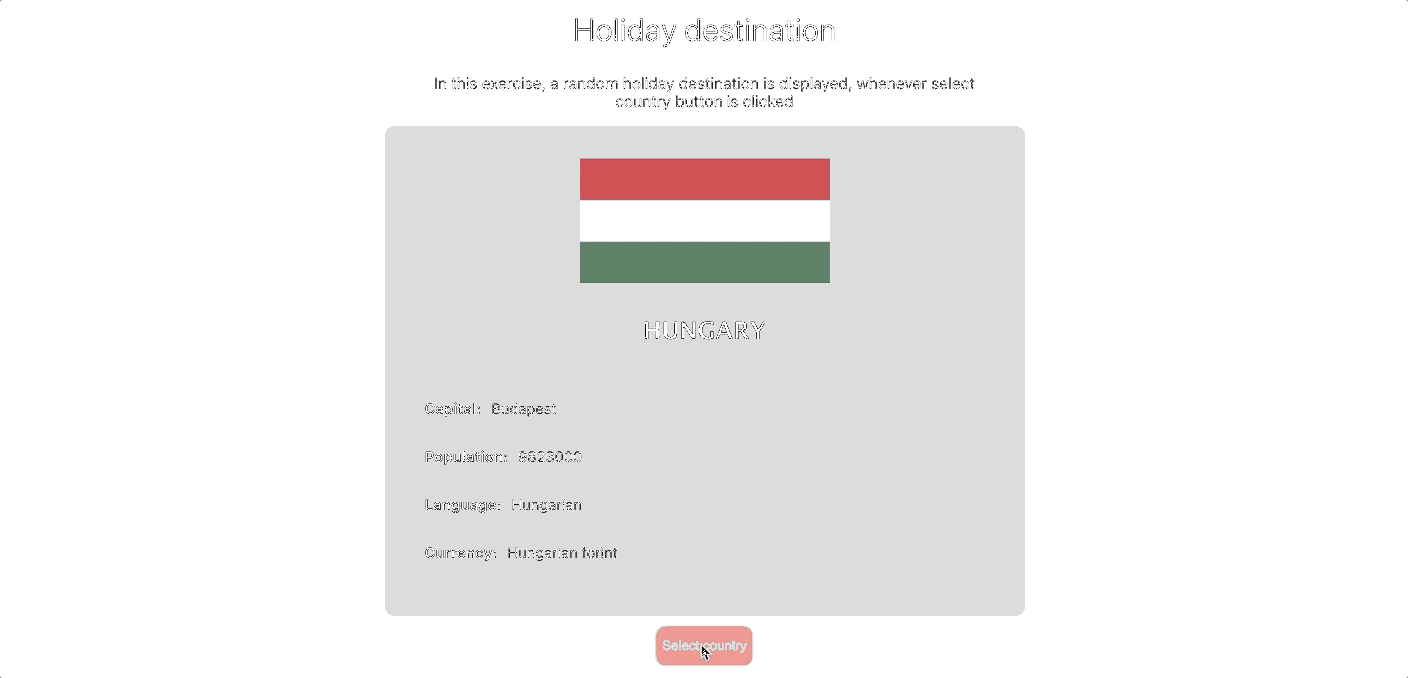 Holiday destination
In this exercise, a random holiday destination is displayed, whenever select
country button is clicked
HUNGARY
Capital: Budapest
Population: 9823000
Language: Hungarian
Currency: Hungarian forint
Select country